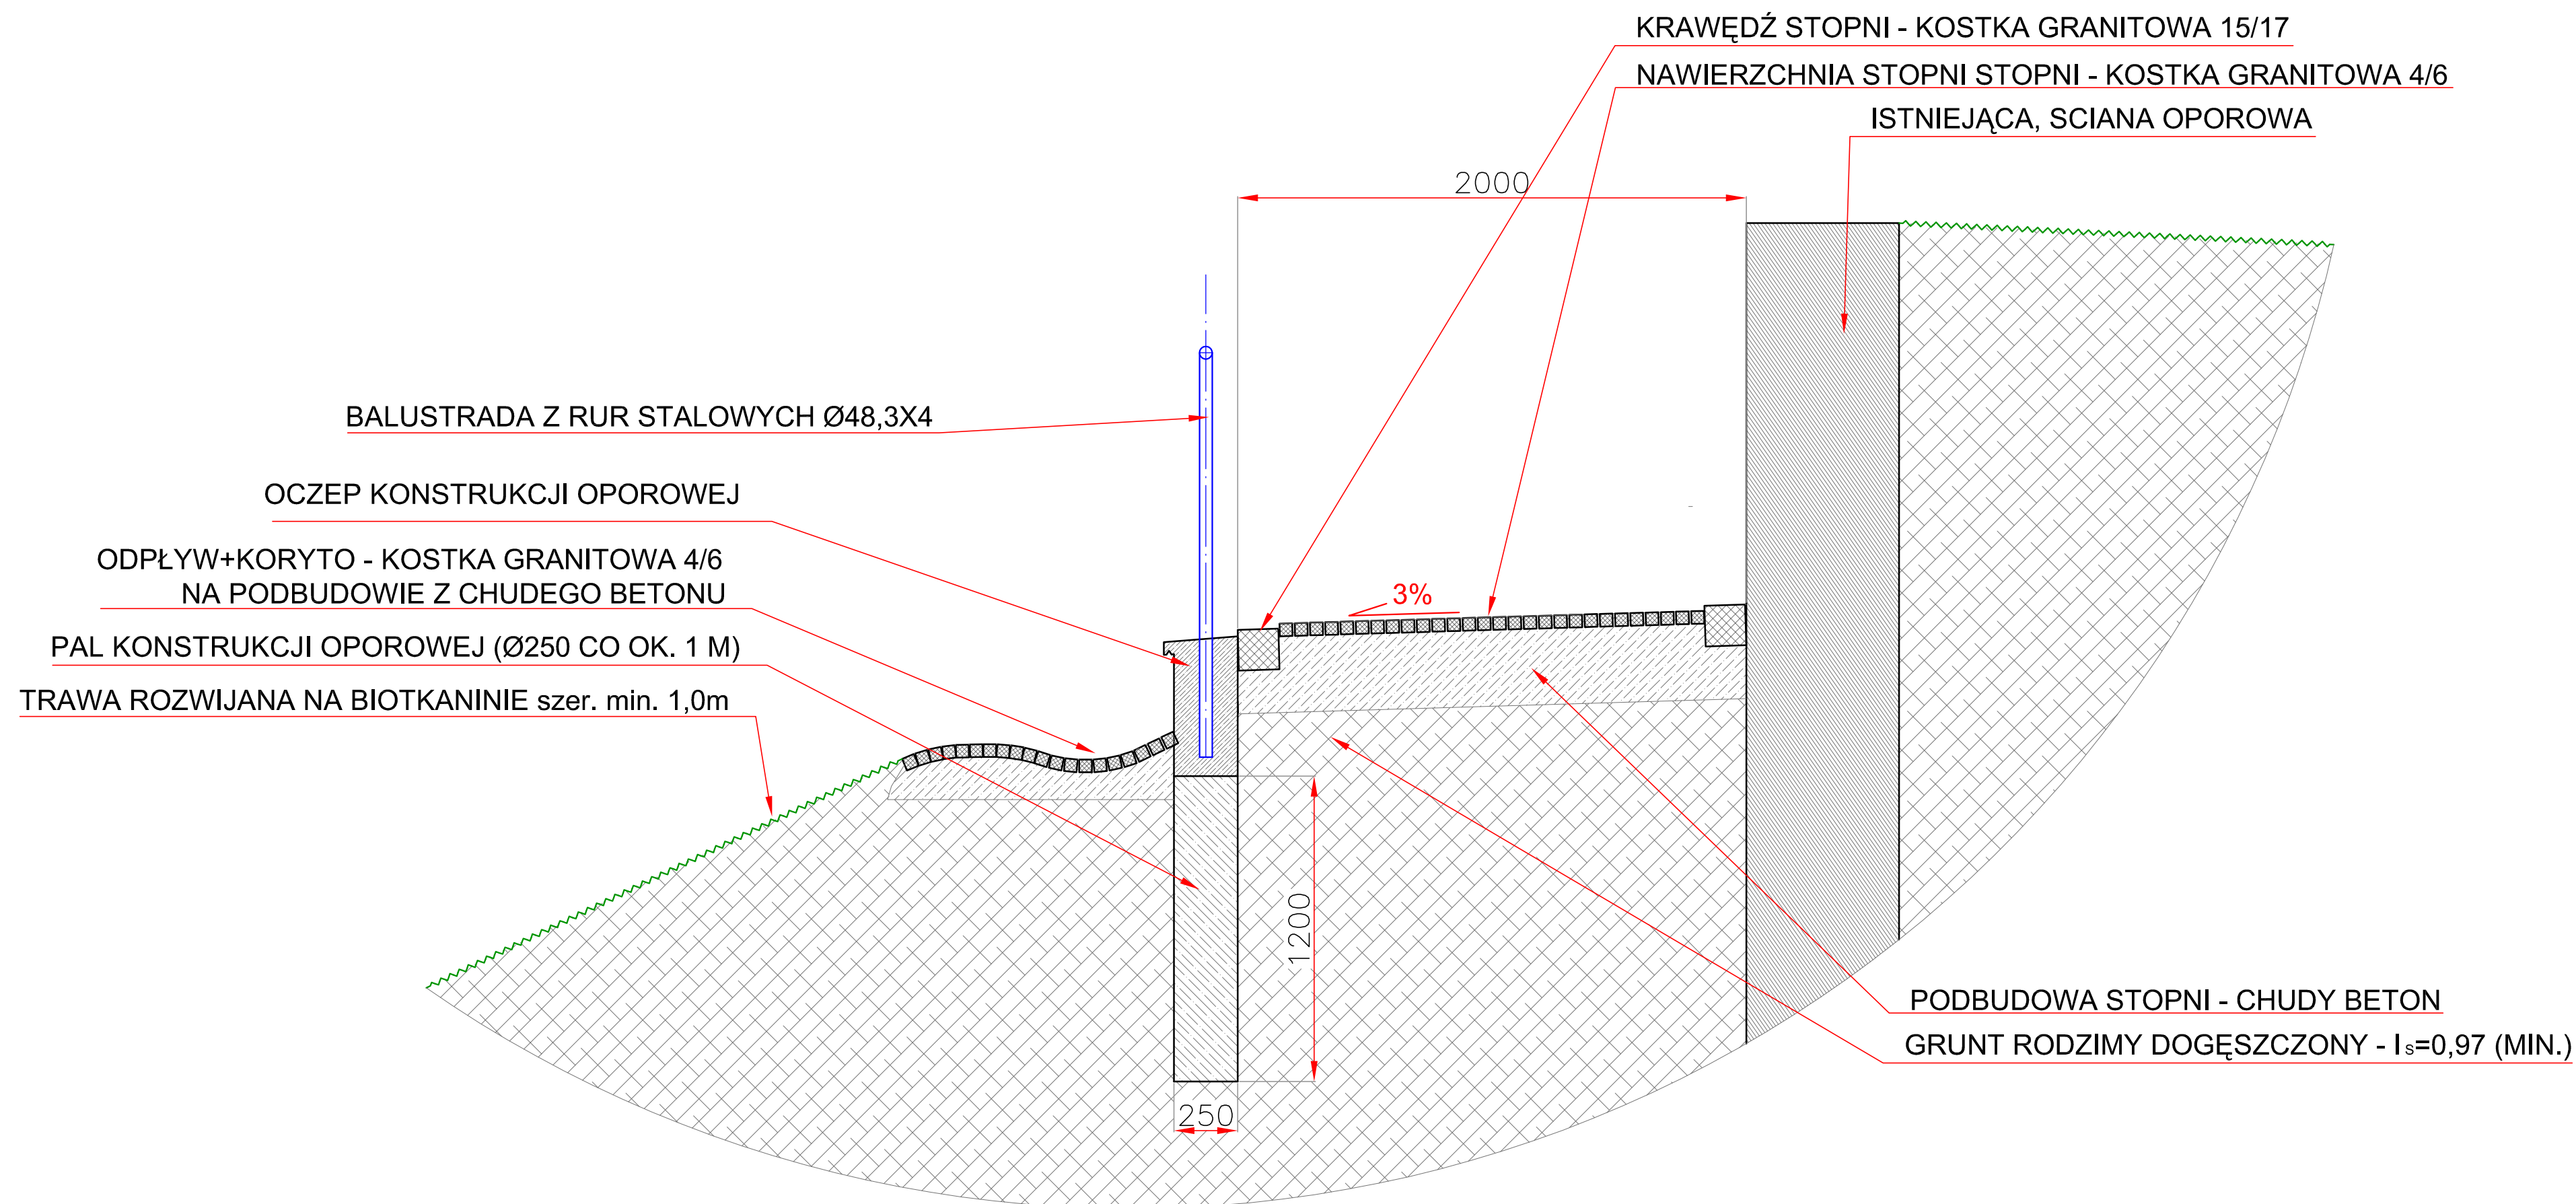 KRAWĘDŹ STOPNI - KOSTKA GRANITOWA 15/17
NAWIERZCHNIA STOPNI STOPNI - KOSTKA GRANITOWA 4/6
ISTNIEJĄCA, SCIANA OPOROWA
2000
BALUSTRADA Z RUR STALOWYCH Ø48,3X4
OCZEP KONSTRUKCJI OPOROWEJ
ODPŁYW+KORYTO - KOSTKA GRANITOWA 4/6
NA PODBUDOWIE Z CHUDEGO BETONU
3%
PAL KONSTRUKCJI OPOROWEJ (Ø250 CO OK. 1 M)
TRAWA ROZWIJANA NA BIOTKANINIE szer. min. 1,0m
1200
PODBUDOWA STOPNI - CHUDY BETON
GRUNT RODZIMY DOGĘSZCZONY - Is=0,97 (MIN.)
250